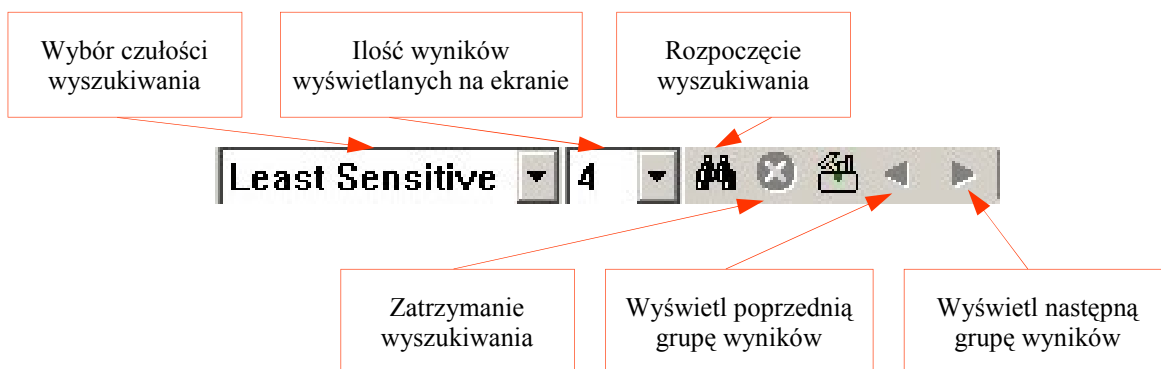 Wybór czułości
wyszukiwania
Ilość wyników
wyświetlanych na ekranie
Rozpoczęcie
wyszukiwania
Least Sensitive
4
Zatrzymanie
wyszukiwania
Wyświetl poprzednią
grupę wyników
Wyświetl następną
grupę wyników